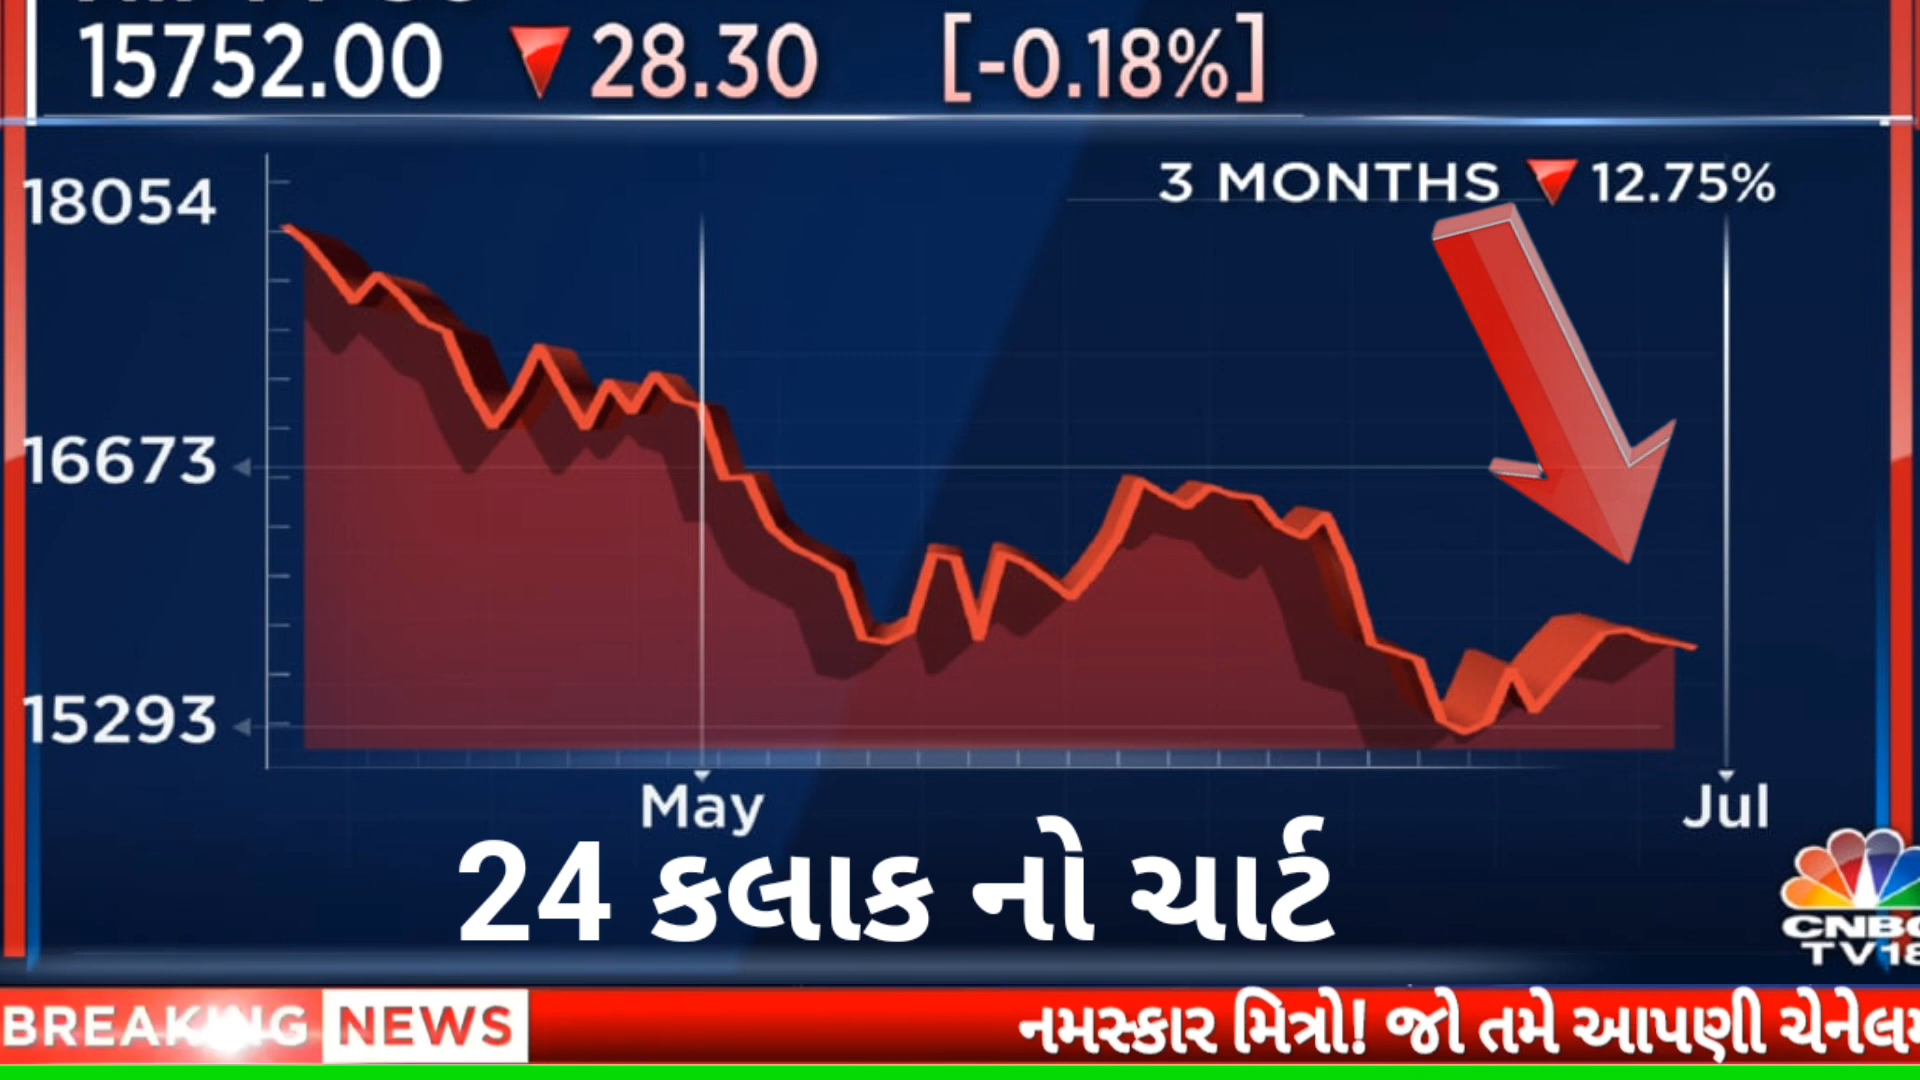 15752.00 ▼ 28.30 [-0.18%]
3 MONTHS ▼ 12.75%
18054
16673
15293
May
Jul
24 કલાક નો ચાર્ટ
CNBC
TV18
BREAKING NEWS
નમસ્કાર મિત્રો! જો તમે આપણી